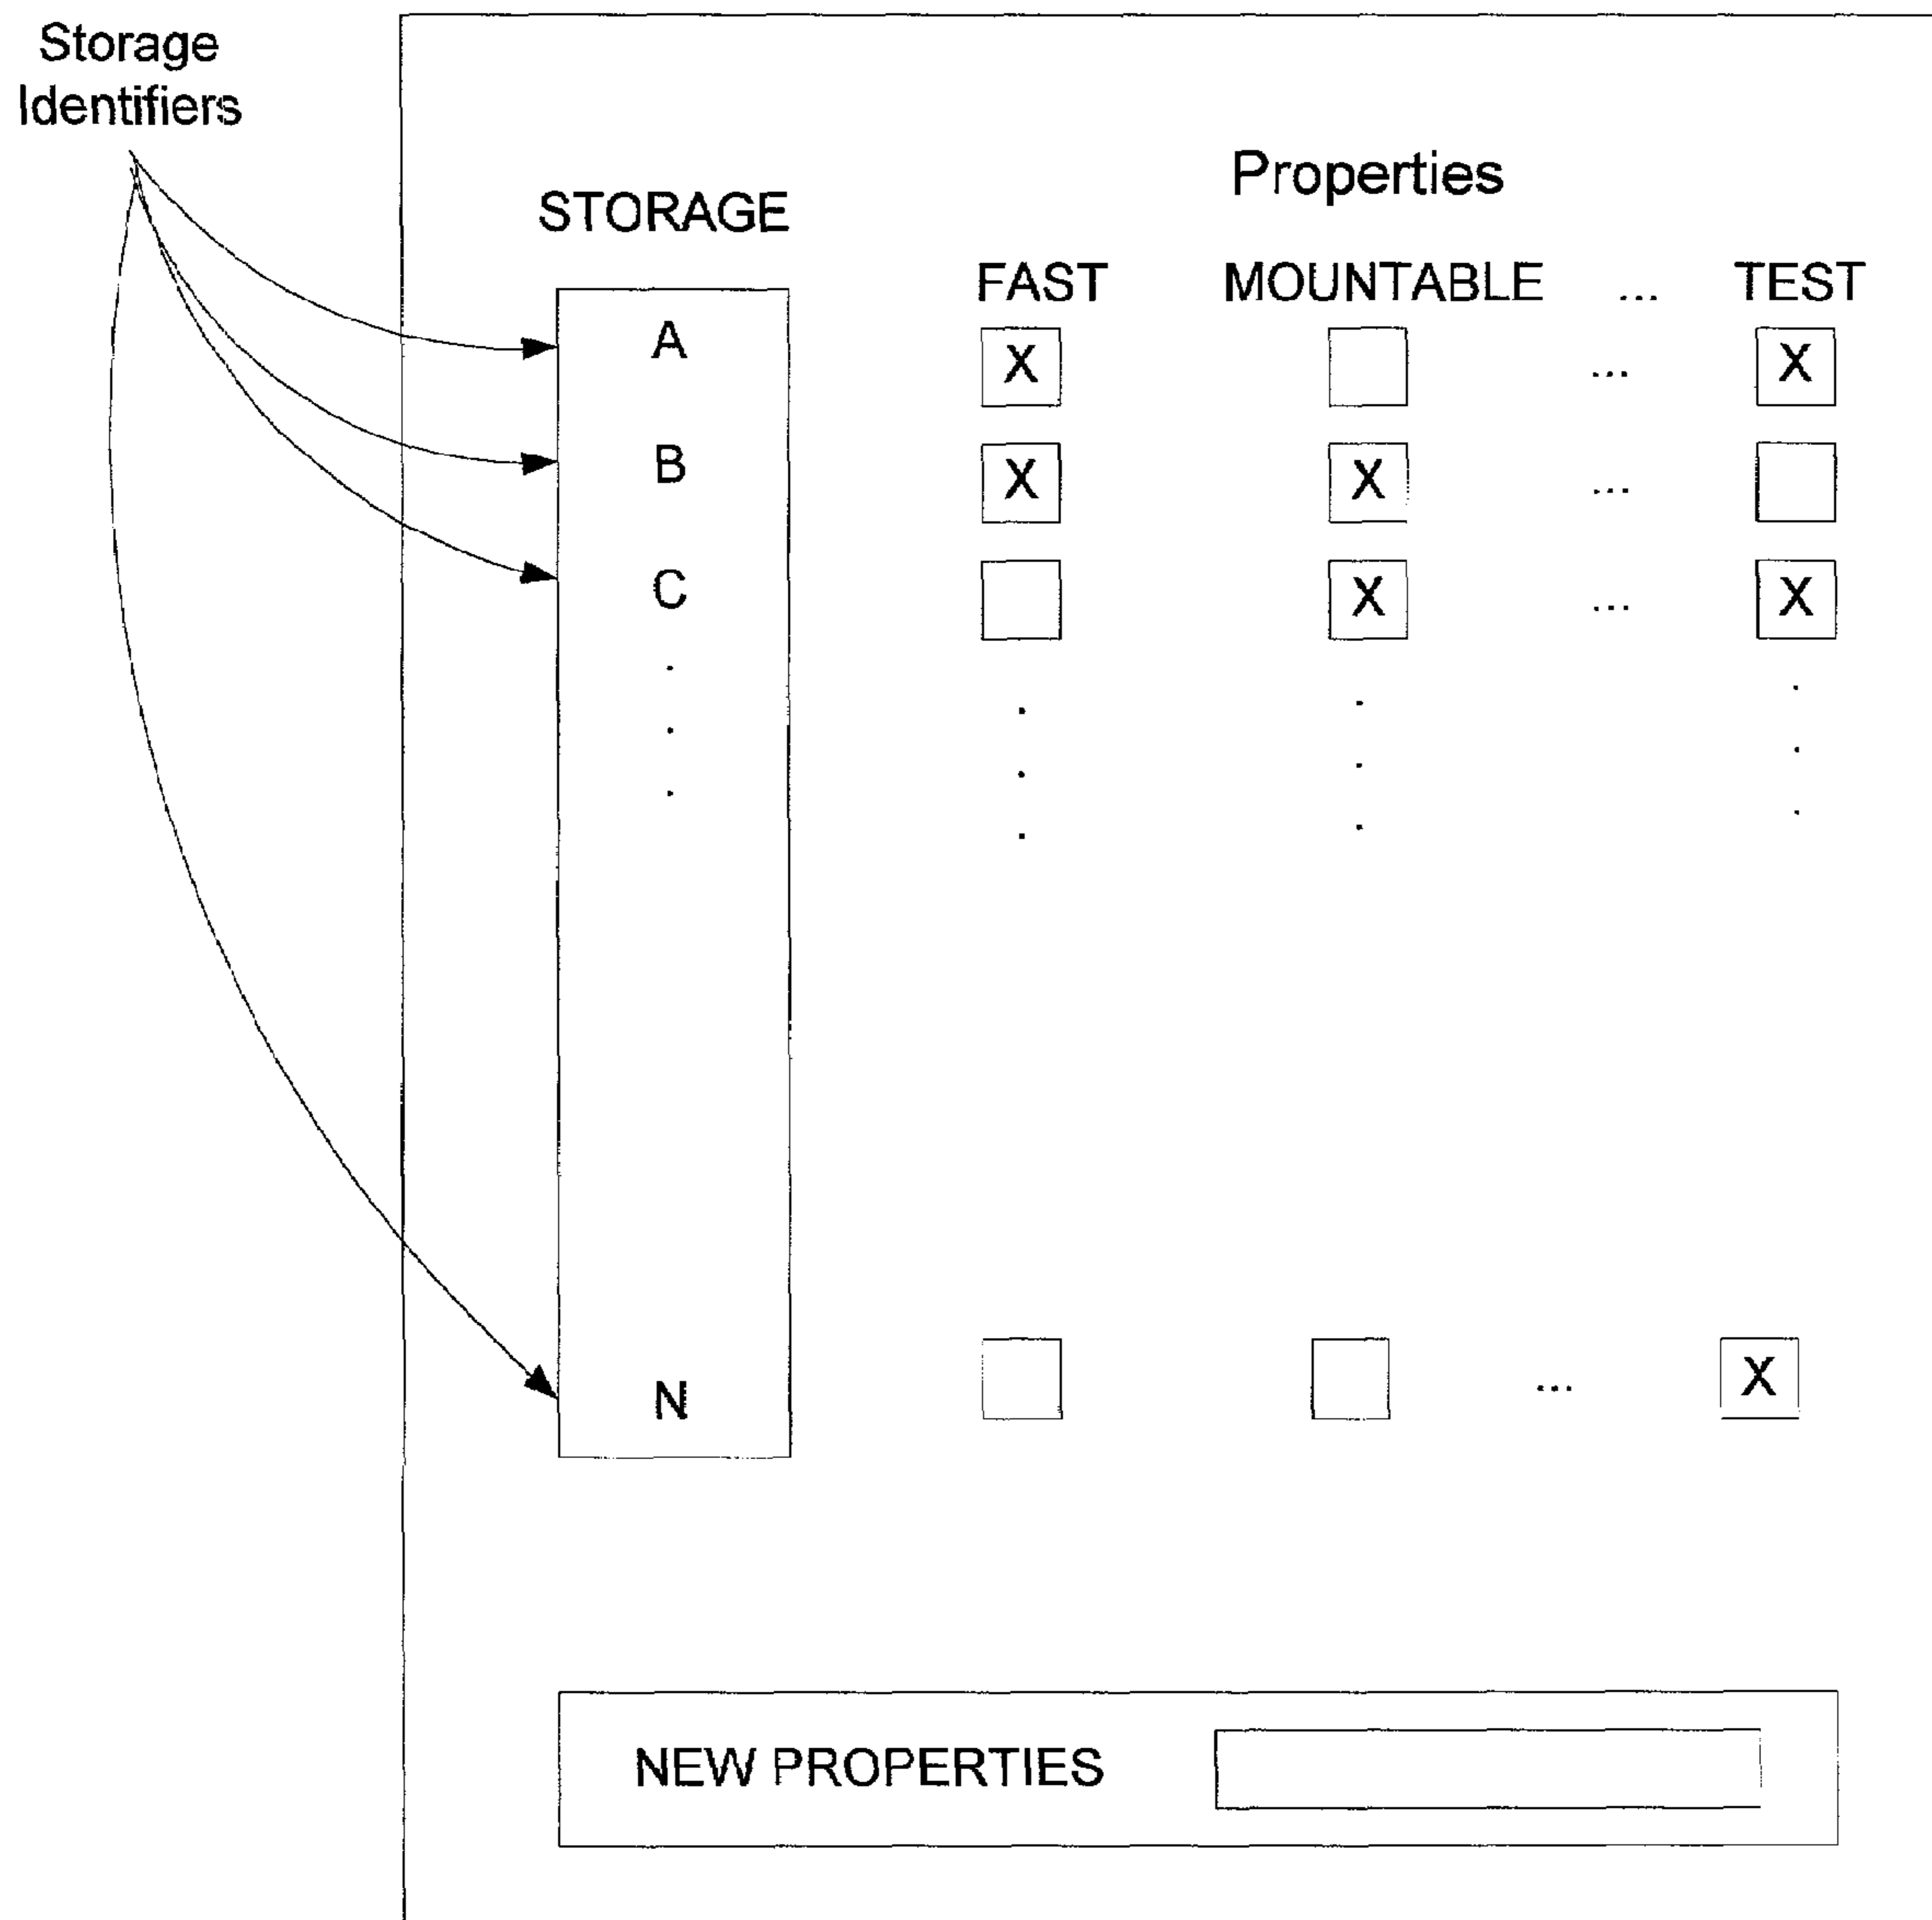 Storage
Identifiers
Properties
STORAGE
FAST MOUNTABLE ... TEST
A X ... X
B X X ...
C X ... X
N ... X
NEW PROPERTIES